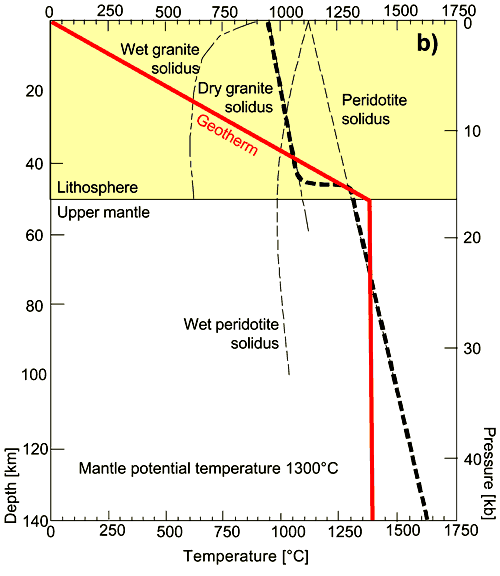 0 250 500 750 1000 1100 1250 1500 1750
0
b)
Wet granite
solidus
Dry granite
solidus
Peridotite
solidus
Geotherm
20
40
60
80
100
120
140
10
20
30
40
Lithosphere
Upper mantle
Wet peridotite
solidus
Mantle potential temperature 1300°C
Depth [km]
Pressure [kb]
0 250 500 750 1000 1250 1500 1750
Temperature [°C]